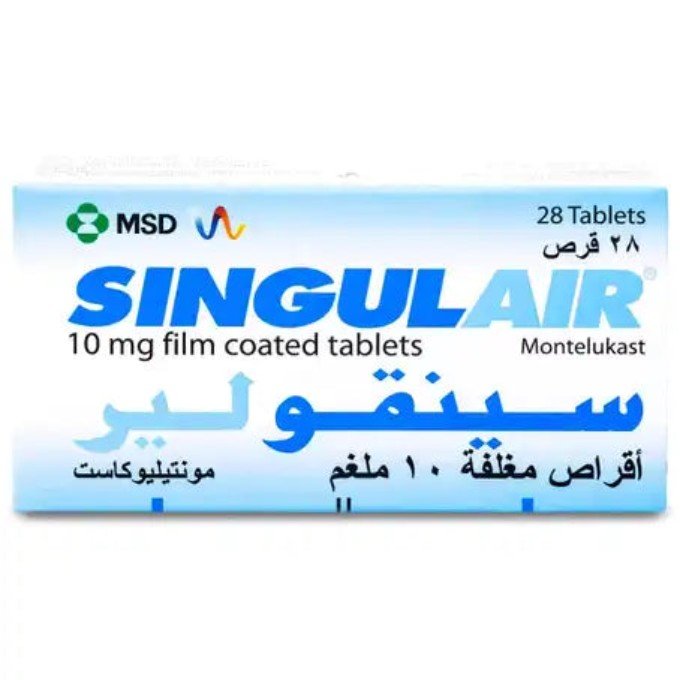 MSD
28 Tablets
٢٨ قرص
SINGULAIR®
10 mg film coated tablets
Montelukast
سينقولير
أقراص مغلفة ١٠ ملغم
مونتيليوكاست